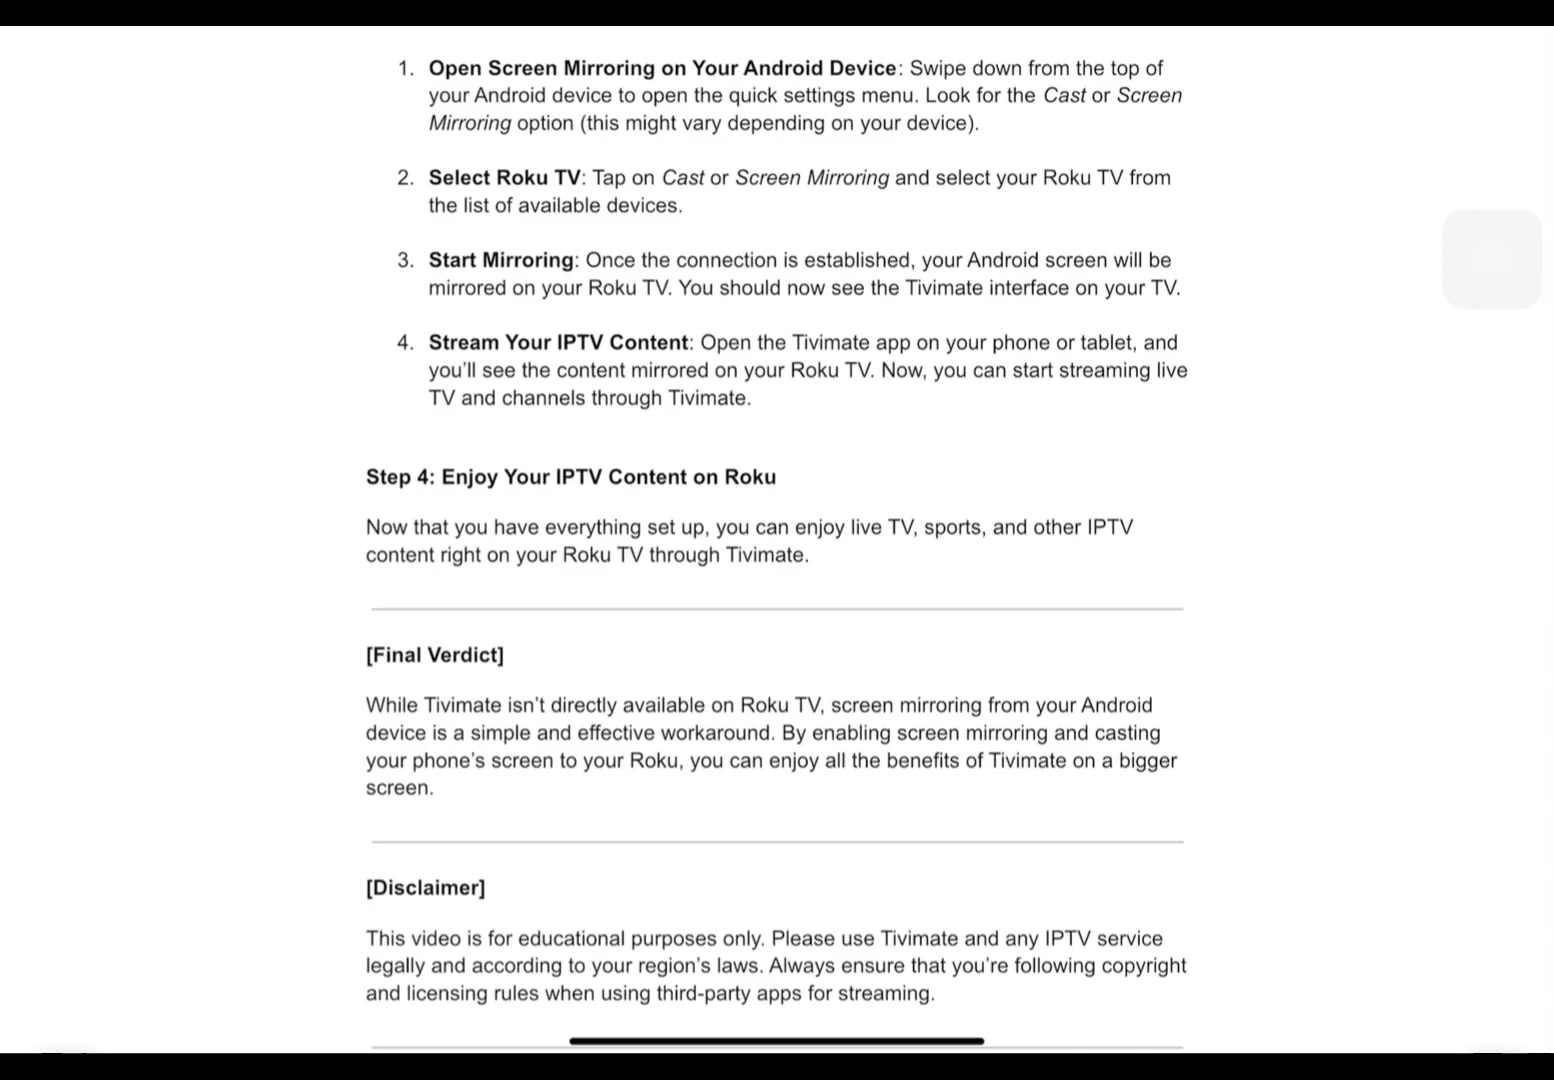 1. Open Screen Mirroring on Your Android Device: Swipe down from the top of
your Android device to open the quick settings menu. Look for the Cast or Screen
Mirroring option (this might vary depending on your device).
2. Select Roku TV: Tap on Cast or Screen Mirroring and select your Roku TV from
the list of available devices.
3. Start Mirroring: Once the connection is established, your Android screen will be
mirrored on your Roku TV. You should now see the Tivimate interface on your TV.
4. Stream Your IPTV Content: Open the Tivimate app on your phone or tablet, and
you’ll see the content mirrored on your Roku TV. Now, you can start streaming live
TV and channels through Tivimate.
Step 4: Enjoy Your IPTV Content on Roku
Now that you have everything set up, you can enjoy live TV, sports, and other IPTV
content right on your Roku TV through Tivimate.
[Final Verdict]
While Tivimate isn’t directly available on Roku TV, screen mirroring from your Android
device is a simple and effective workaround. By enabling screen mirroring and casting
your phone’s screen to your Roku, you can enjoy all the benefits of Tivimate on a bigger
screen.
[Disclaimer]
This video is for educational purposes only. Please use Tivimate and any IPTV service
legally and according to your region’s laws. Always ensure that you’re following copyright
and licensing rules when using third-party apps for streaming.